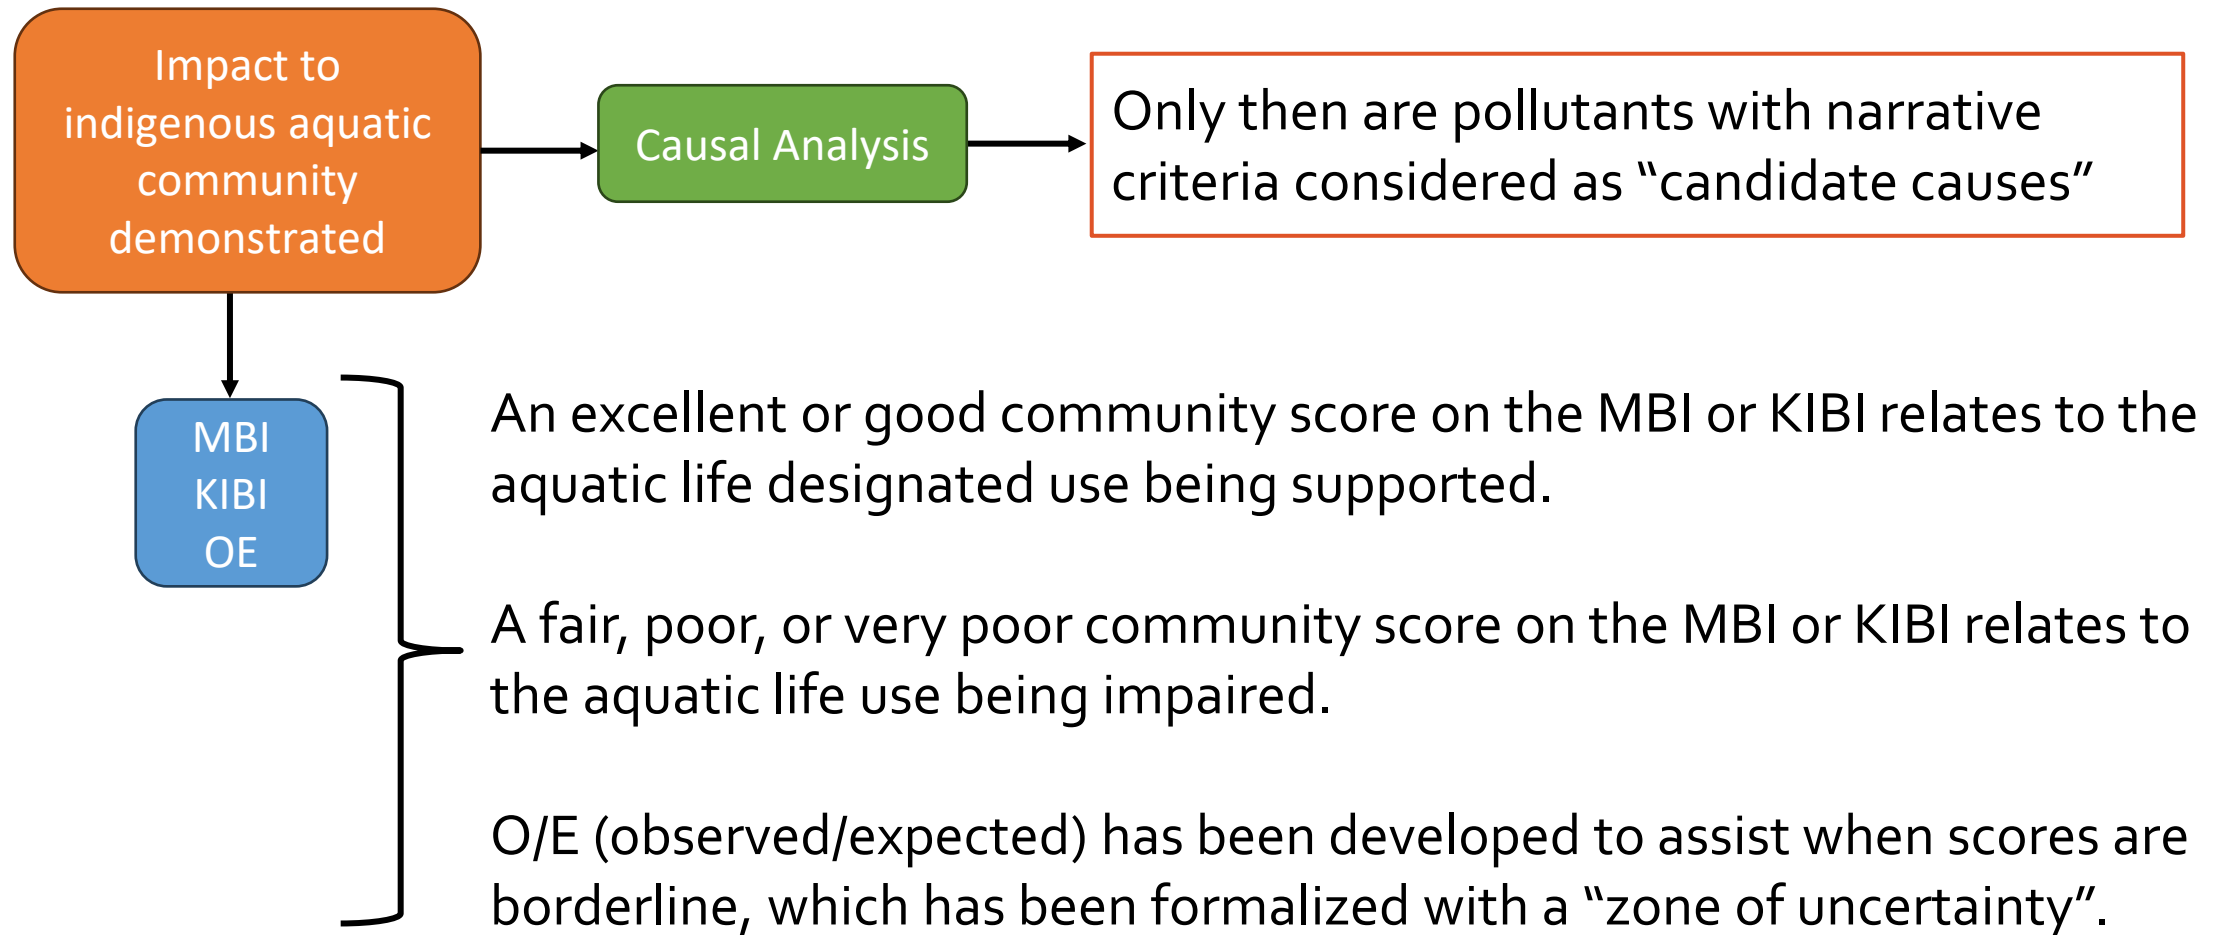 Impact to
indigenous aquatic
community
demonstrated
Causal Analysis
Only then are pollutants with narrative
criteria considered as “candidate causes”
MBI
KIBI
OE
An excellent or good community score on the MBI or KIBI relates to the
aquatic life designated use being supported.
A fair, poor, or very poor community score on the MBI or KIBI relates to
the aquatic life use being impaired.
O/E (observed/expected) has been developed to assist when scores are
borderline, which has been formalized with a “zone of uncertainty”.